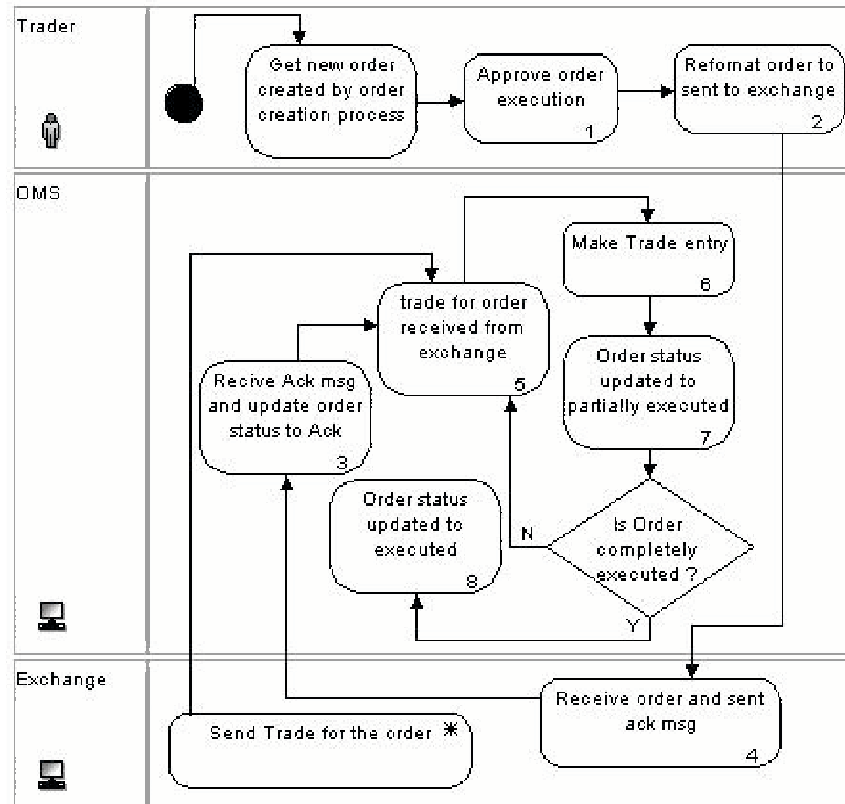 Trader
Get new order
created by order
creation process
Approve order
execution
1
Refomat order to
sent to exchange
2
OMS
Make Trade entry
6
trade for order
received from
exchange
5
Order status
updated to
partially executed
7
Recive Ack msg
and update order
status to Ack
3
Order status
updated to
executed
8
N
Is Order
completely
executed ?
Y
Exchange
Send Trade for the order *
Receive order and sent
ack msg
4